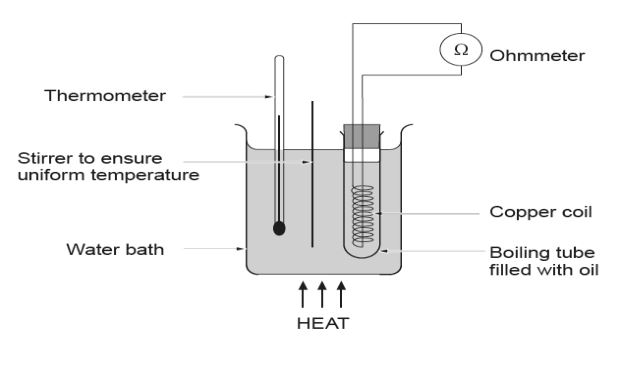 Ω
Ohmmeter
Thermometer
Stirrer to ensure
uniform temperature
Copper coil
Water bath
Boiling tube
filled with oil
HEAT